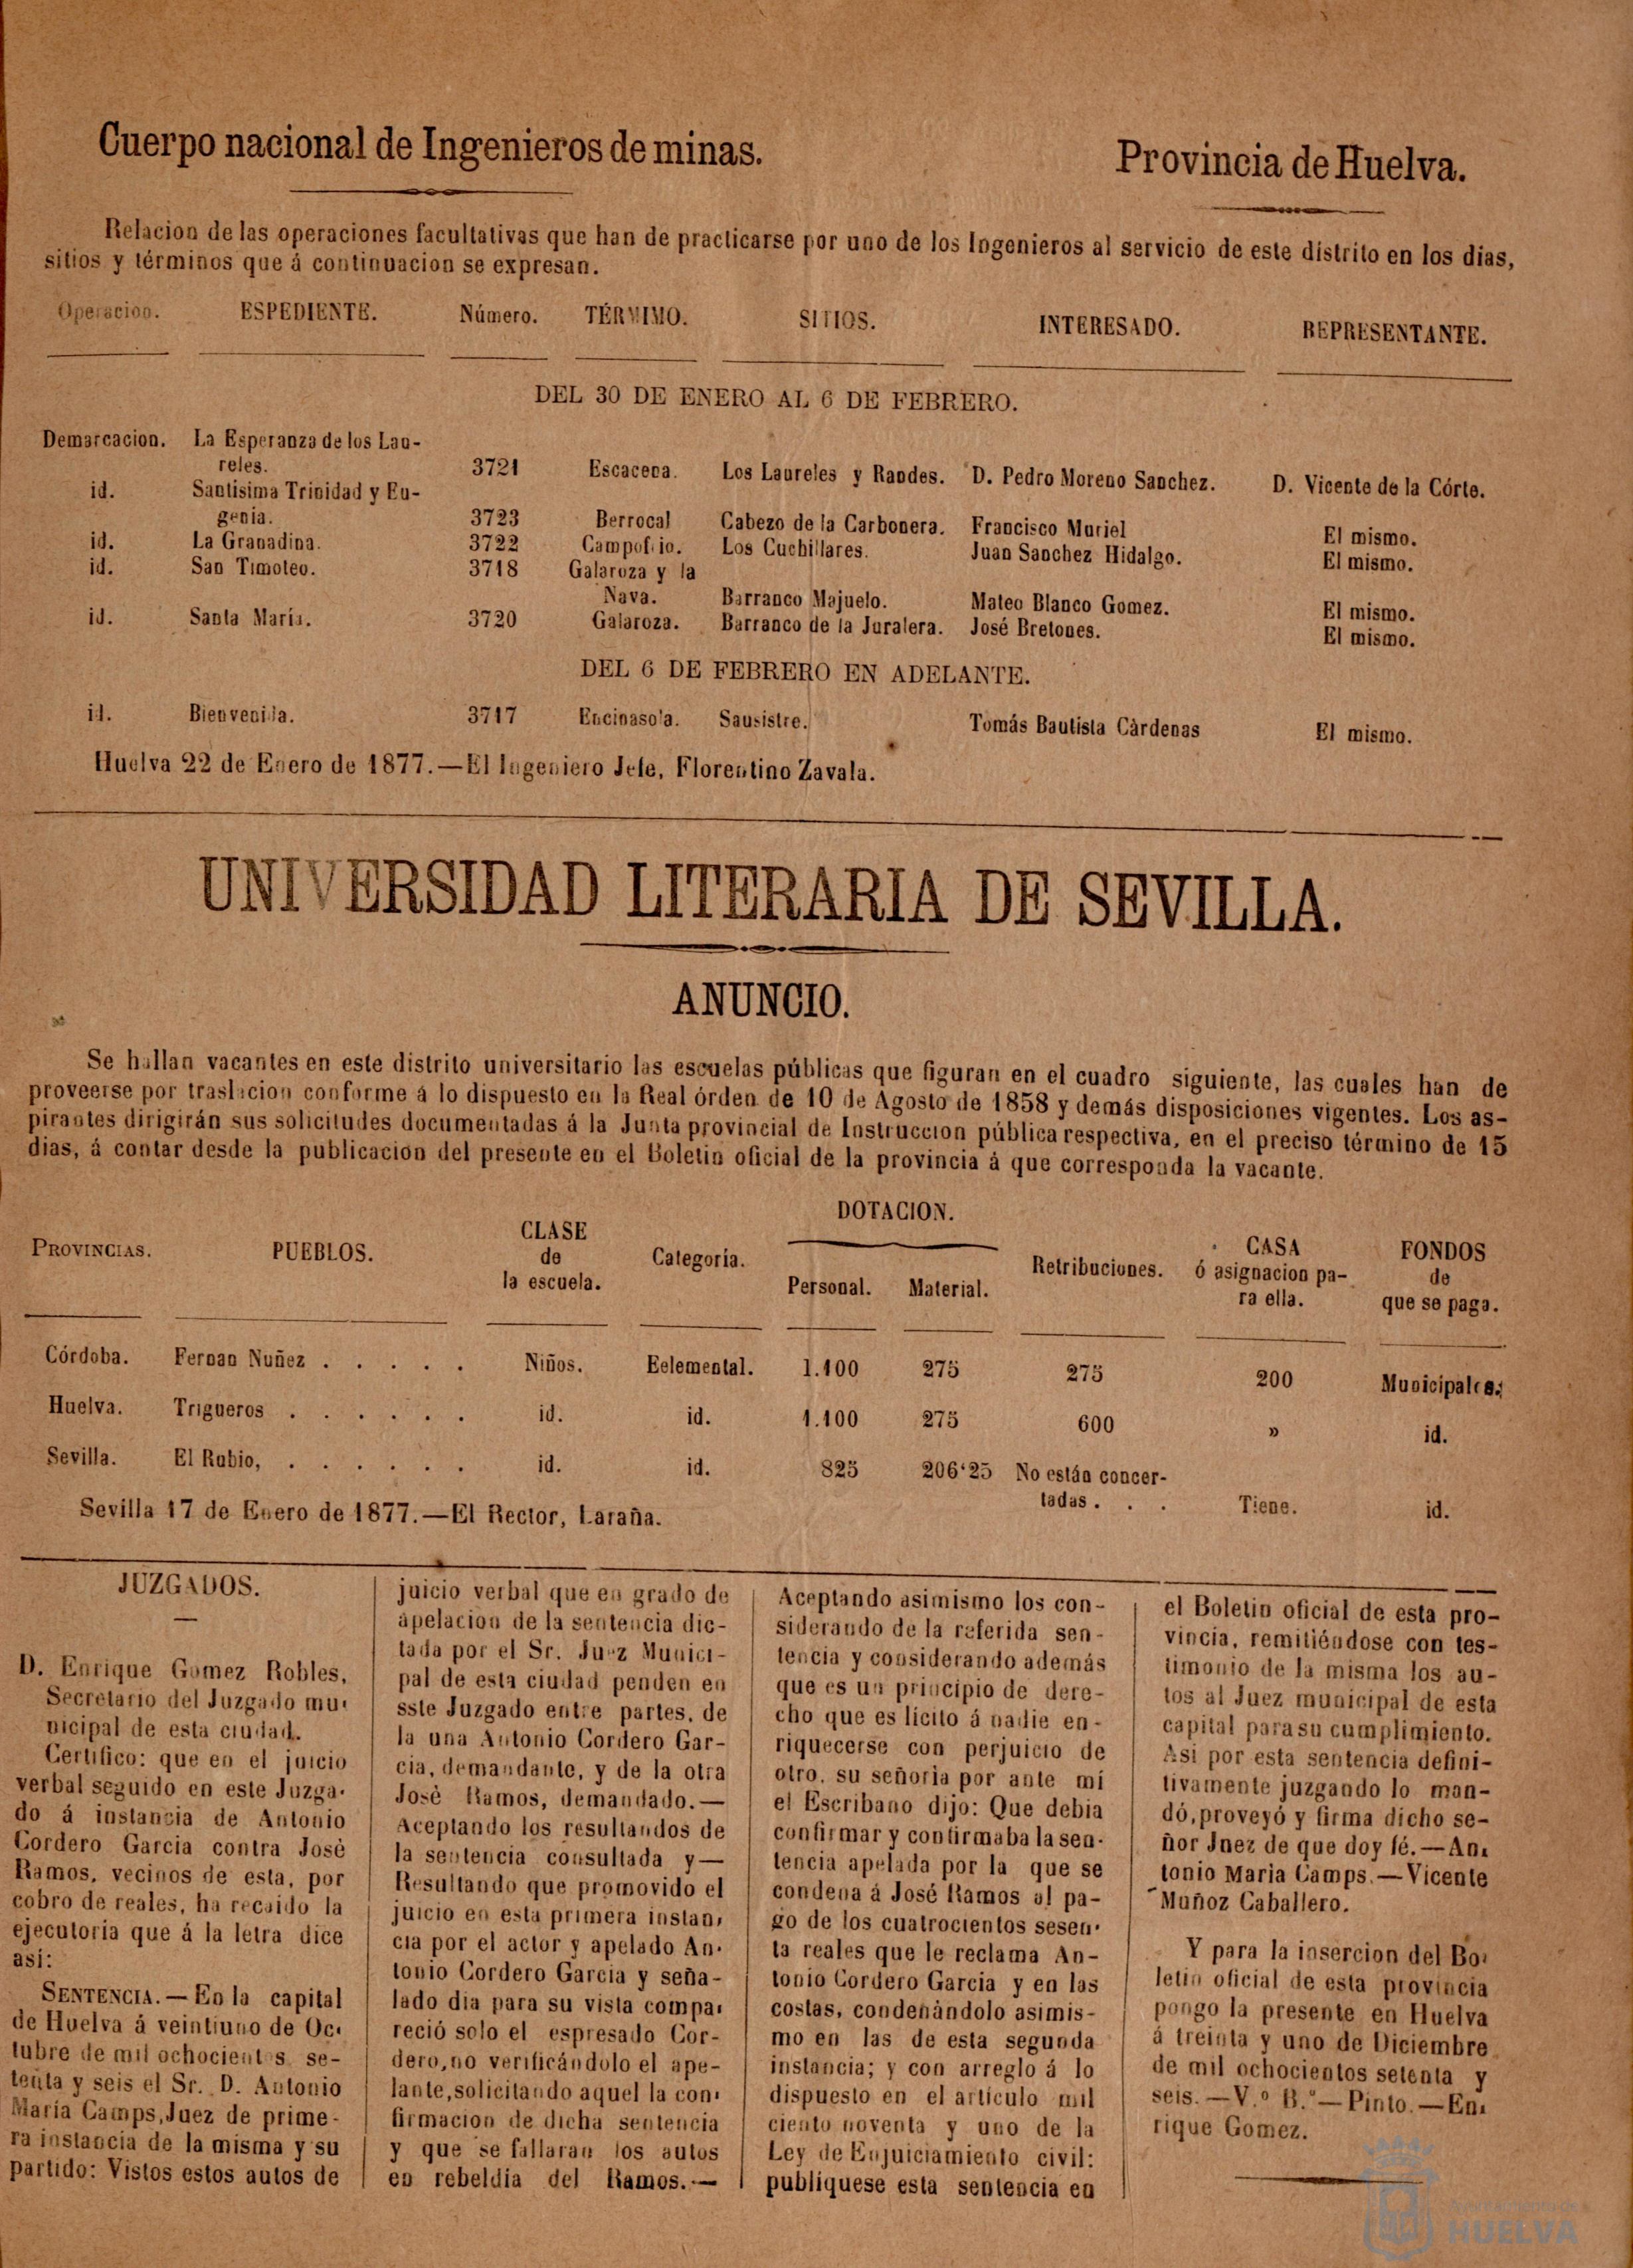 Cuerpo nacional de Ingenieros de minas.
Provincia de Huelva.
Relacion de las operaciones facultativas que han de practicarse por uno de los Ingenieros al servicio de este distrito en los dias,
sitios y términos que á continuacion se expresan.
Operacion. ESPEDIENTE. Número. TÉRMIMO. SITIOS. INTERESADO. REPRESENTANTE.
DEL 30 DE ENERO AL 6 DE FEBRERO.
Demarcacion. La Esperanza de los Lau-
reles. 3721 Escacena. Los Laureles y Randes. D. Pedro Moreno Sanchez. D. Vicente de la Córte.
id. Santisima Trinidad y Eu-
genia. 3723 Berrocal Cabezo de la Carbonera. Francisco Muriel El mismo.
id. La Granadina. 3722 Campofrio. Los Cuchillares. Juan Sanchez Hidalgo. El mismo.
id. San Timoteo. 3718 Galaroza y la
Nava. Barranco Majuelo. Mateo Blanco Gomez. El mismo.
id. Santa María. 3720 Galaroza. Barranco de la Juralera. José Bretones. El mismo.
DEL 6 DE FEBRERO EN ADELANTE.
id. Bienvenida. 3717 Encinasola. Sausistre. Tomás Bautista Càrdenas El mismo.
Huelva 22 de Enero de 1877.—El Ingeniero Jefe, Florentino Zavala.
UNIVERSIDAD LITERARIA DE SEVILLA.
ANUNCIO.
Se hallan vacantes en este distrito universitario las escuelas públicas que figuran en el cuadro siguiente, las cuales han de
proveerse por traslacion conforme á lo dispuesto en la Real órden de 10 de Agosto de 1858 y demás disposiciones vigentes. Los as-
pirantes dirigirán sus solicitudes documentadas á la Junta provincial de Instruccion pública respectiva, en el preciso término de 15
dias, á contar desde la publicacion del presente en el Boletin oficial de la provincia á que corresponda la vacante.
DOTACION.
PROVINCIAS. PUEBLOS. CLASE de la escuela. Categoría. Personal. Material. Retribuciones. CASA ó asignacion pa- ra ella. FONDOS de que se paga.
Córdoba. Fernan Nuñez . . . . . Niños. Eelemental. 1.100 275 275 200 Municipales.
Huelva. Trigueros . . . . . . id. id. 1.100 275 600 » id.
Sevilla. El Rubio, . . . . . . id. id. 825 206‘25 No están concer-
tadas . . . Tiene. id.
Sevilla 17 de Enero de 1877.—El Rector, Laraña.
JUZGADOS.
D. Enrique Gomez Robles,
Secretario del Juzgado mu-
nicipal de esta ciudad.
Certifico: que en el juicio
verbal seguido en este Juzga-
do á instancia de Antonio
Cordero Garcia contra Josè
Ramos, vecinos de esta, por
cobro de reales, ha recaido la
ejecutoria que á la letra dice
asi:
SENTENCIA.—En la capital
de Huelva á veintiuno de Oc-
tubre de mil ochocientos se-
tenta y seis el Sr. D. Antonio
María Camps, Juez de prime-
ra instancia de la misma y su
partido: Vistos estos autos de
juicio verbal que en grado de
apelacion de la sentencia dic-
tada por el Sr. Juez Munici-
pal de esta ciudad penden en
sste Juzgado entre partes, de
la una Antonio Cordero Gar-
cia, demandante, y de la otra
Josè Ramos, demandado.—
Aceptando los resultandos de
la sentencia consultada y—
Resultando que promovido el
juicio en esta primera instan-
cia por el actor y apelado An-
tonio Cordero Garcia y seña-
lado dia para su vista compa-
reció solo el espresado Cor-
dero, no verificándolo el ape-
lante, solicitando aquel la con-
firmacion de dicha sentencia
y que se fallaran los autos
en rebeldía del Ramos.—
Aceptando asimismo los con-
siderando de la referida sen-
tencia y considerando además
que es un principio de dere-
cho que es licito á nadie en-
riquecerse con perjuicio de
otro, su señoria por ante mí
el Escribano dijo: Que debia
confirmar y confirmaba la sen-
tencia apelada por la que se
condena á José Ramos al pa-
go de los cuatrocientos sesen-
ta reales que le reclama An-
tonio Cordero Garcia y en las
costas, condenàndolo asimis-
mo en las de esta segunda
instancia; y con arreglo á lo
dispuesto en el articulo mil
ciento noventa y uno de la
Ley de Enjuiciamiento civil:
publíquese esta sentencia en
el Boletin oficial de esta pro-
vincia, remitiéndose con tes-
timonio de la misma los au-
tos al Juez municipal de esta
capital para su cumplimiento.
Asi por esta sentencia defini-
tivamente juzgando lo man-
dó, proveyó y firma dicho se-
ñor Jnez de que doy fé.—An-
tonio Maria Camps.—Vicente
Muñoz Caballero.
Y para la insercion del Bo-
letin oficial de esta provincia
pongo la presente en Huelva
á treinta y uno de Diciembre
de mil ochocientos setenta y
seis.—V.º B.º—Pinto.—En-
rique Gomez.
Ayuntamiento de
HUELVA